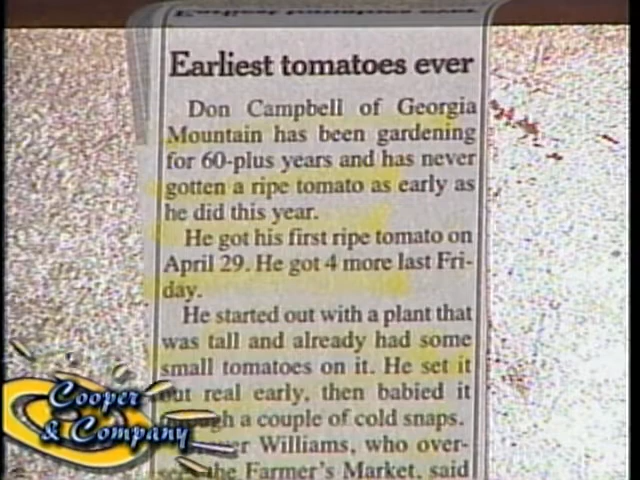 Earliest tomatoes ever
Don Campbell of Georgia
Mountain has been gardening
for 60-plus years and has never
gotten a ripe tomato as early as
he did this year.
He got his first ripe tomato on
April 29. He got 4 more last Fri-
day.
He started out with a plant that
was tall and already had some
small tomatoes on it. He set it
out real early, then babied it
a couple of cold snaps.
Williams, who over-
the Farmer's Market, said
Cooper
& Company